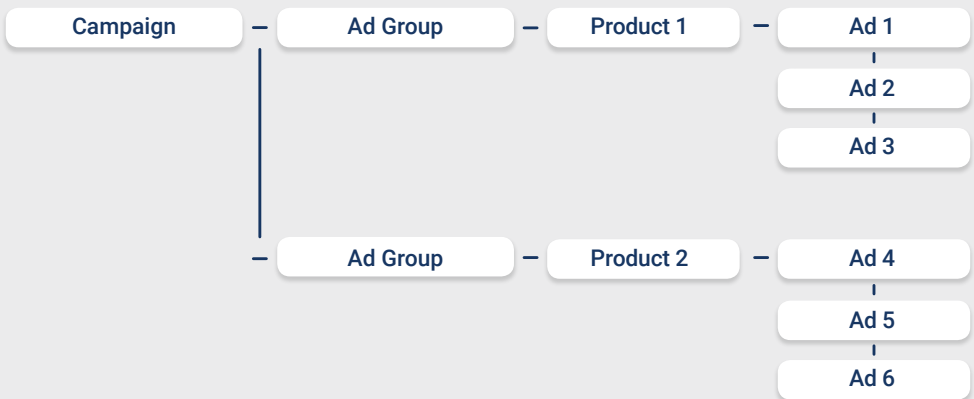 Campaign
Ad Group
Product 1
Ad 1
Ad 2
Ad 3
Ad Group
Product 2
Ad 4
Ad 5
Ad 6